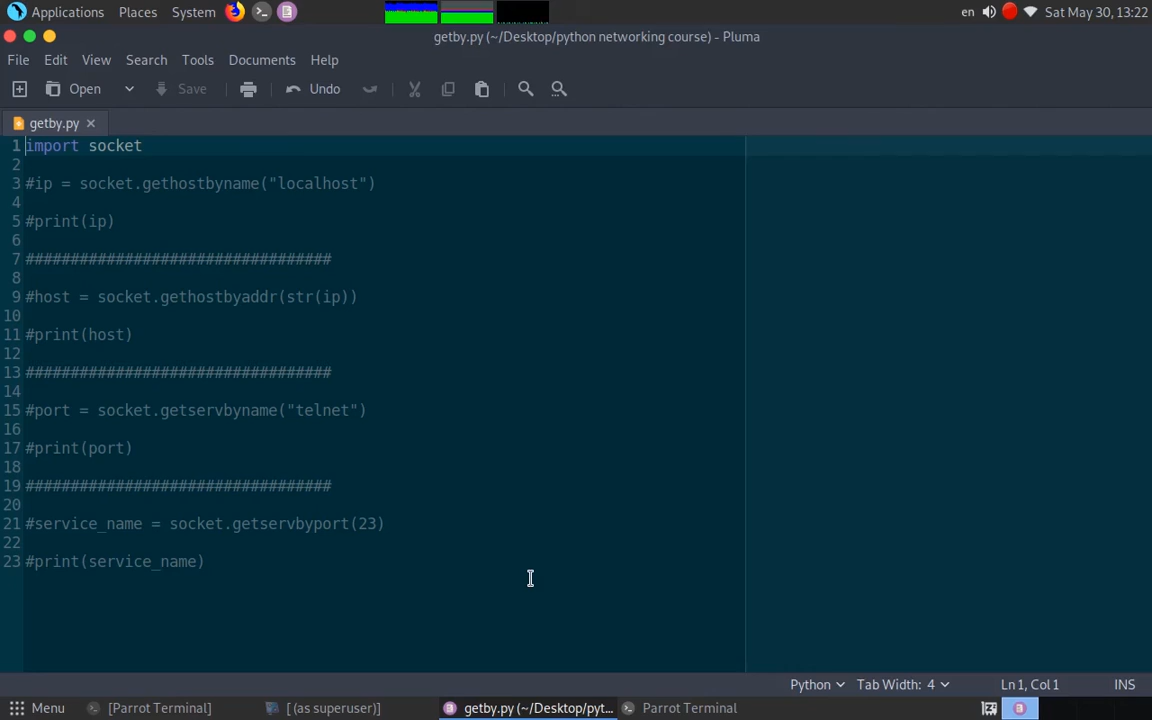 Applications Places System en Sat May 30, 13:22
getby.py (~/Desktop/python networking course) - Pluma
File Edit View Search Tools Documents Help
Open Save Undo
getby.py
1 import socket
2
3 #ip = socket.gethostbyname("localhost")
4
5 #print(ip)
6
7 ##################################
8
9 #host = socket.gethostbyaddr(str(ip))
10
11 #print(host)
12
13 ##################################
14
15 #port = socket.getservbyname("telnet")
16
17 #print(port)
18
19 ##################################
20
21 #service_name = socket.getservbyport(23)
22
23 #print(service_name)
Python Tab Width: 4 Ln 1, Col 1 INS
Menu [Parrot Terminal] [ (as superuser)] getby.py (~/Desktop/pyt... Parrot Terminal